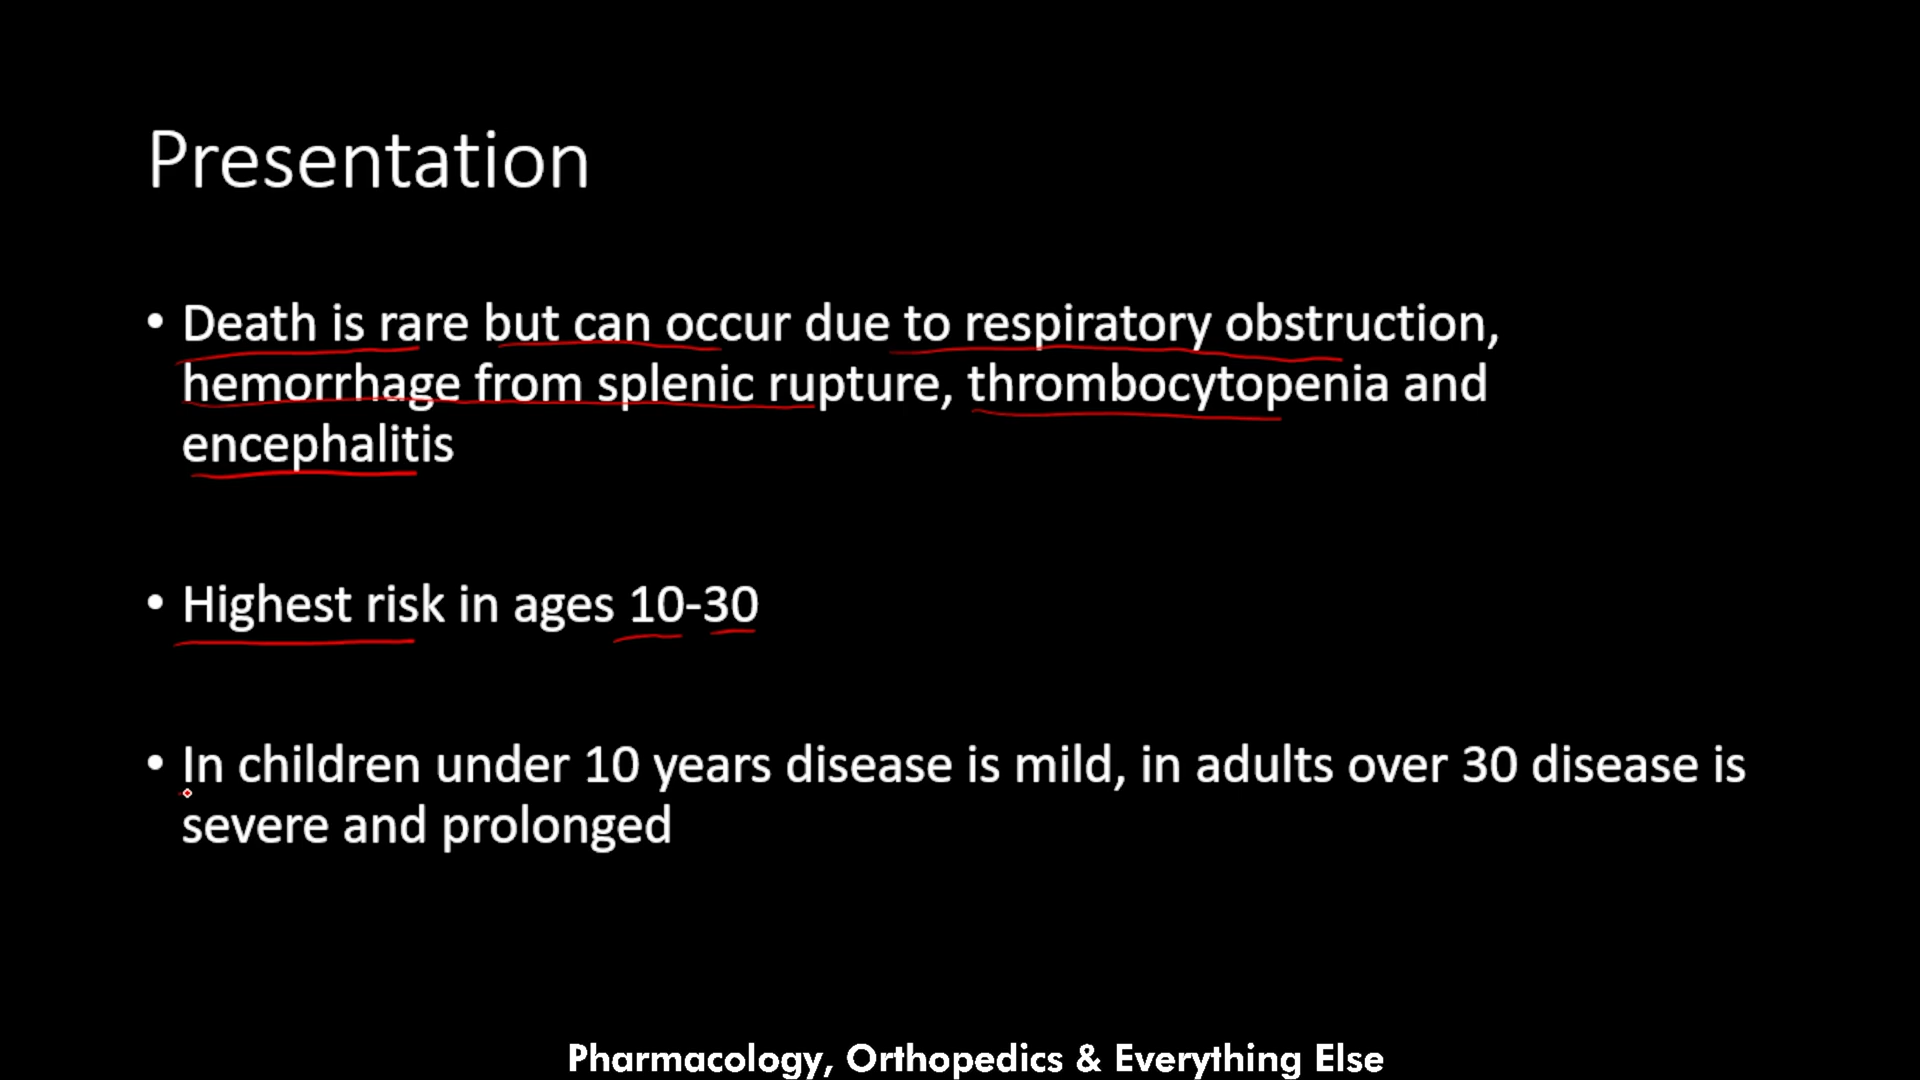 Presentation
• Death is rare but can occur due to respiratory obstruction,
hemorrhage from splenic rupture, thrombocytopenia and
encephalitis
• Highest risk in ages 10-30
• In children under 10 years disease is mild, in adults over 30 disease is
severe and prolonged
Pharmacology, Orthopedics & Everything Else